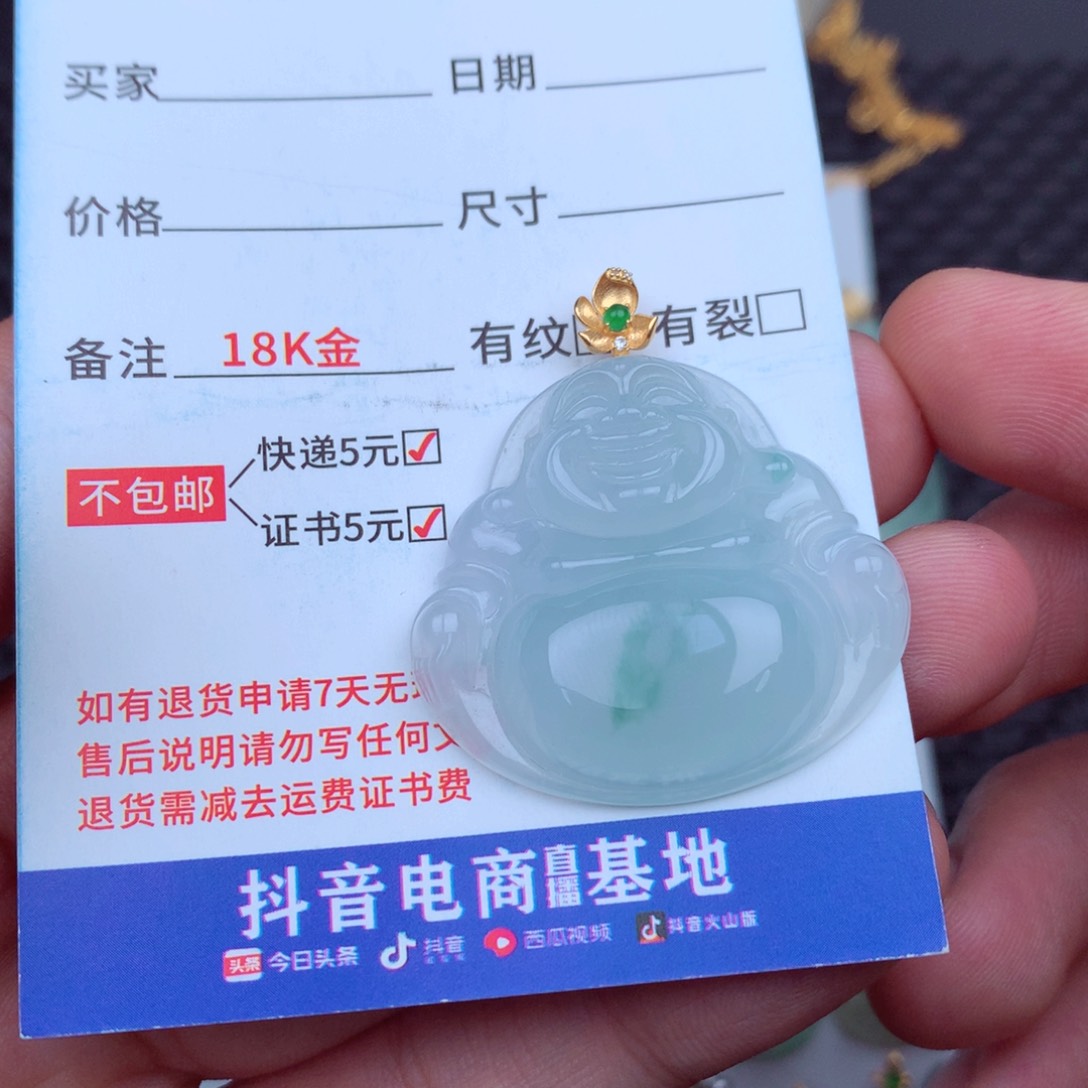 买家 日期
价格 尺寸
备注 18K金 有纹 有裂
快递5元
不包邮
证书5元
如有退货申请7天无
售后说明请勿写任何
退货需减去运费证书费
抖音电商直播基地
头条 今日头条 抖音 西瓜视频 抖音火山版